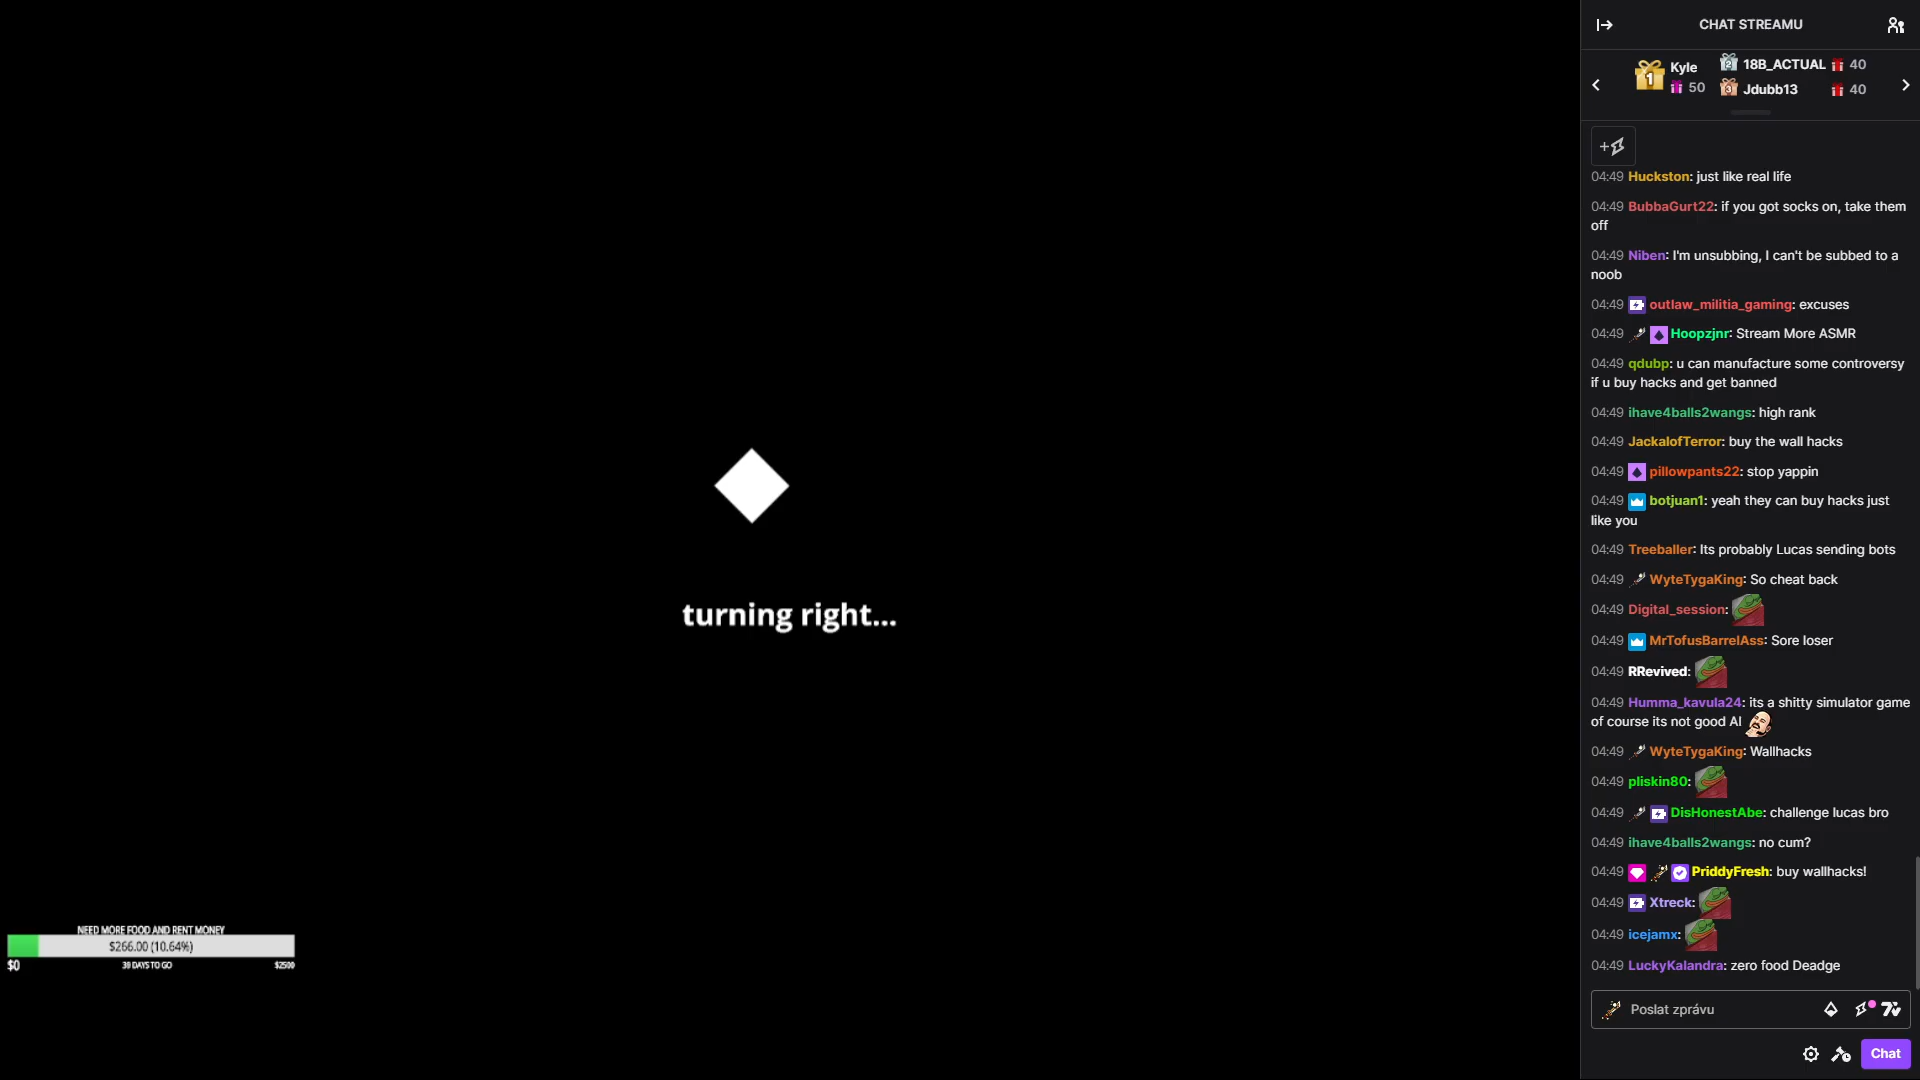 turning right...
NEED MORE FOOD AND RENT MONEY
$266.00 (10.64%)
$0 39 DAYS TO GO $2500
CHAT STREAMU
1 Kyle 50
2 18B_ACTUAL 40
3 Jdubb13 40
04:49 Huckston: just like real life
04:49 BubbaGurt22: if you got socks on, take them
off
04:49 Niben: I'm unsubbing, I can't be subbed to a
noob
04:49 outlaw_militia_gaming: excuses
04:49 Hoopzjnr: Stream More ASMR
04:49 qdubp: u can manufacture some controversy
if u buy hacks and get banned
04:49 ihave4balls2wangs: high rank
04:49 JackalofTerror: buy the wall hacks
04:49 pillowpants22: stop yappin
04:49 botjuan1: yeah they can buy hacks just
like you
04:49 Treeballer: Its probably Lucas sending bots
04:49 WyteTygaKing: So cheat back
04:49 Digital_session:
04:49 MrTofusBarrelAss: Sore loser
04:49 RRevived:
04:49 Humma_kavula24: its a shitty simulator game
of course its not good AI
04:49 WyteTygaKing: Wallhacks
04:49 pliskin80:
04:49 DisHonestAbe: challenge lucas bro
04:49 ihave4balls2wangs: no cum?
04:49 PriddyFresh: buy wallhacks!
04:49 Xtreck:
04:49 icejamx:
04:49 LuckyKalandra: zero food Deadge
Poslat zprávu
Chat